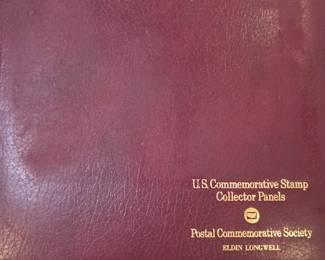 U.S. Commemorative Stamp
Collector Panels
Postal Commemorative Society
ELDIN LONGWELL